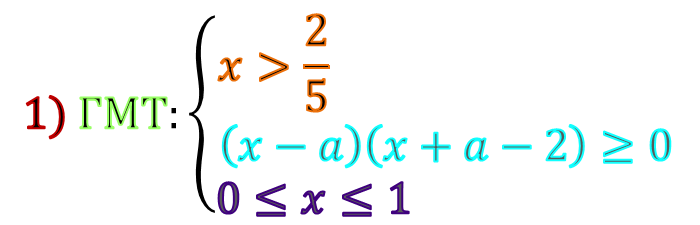 x > 2/5
1) ГМТ: { (x − a)(x + a − 2) ≥ 0
0 ≤ x ≤ 1